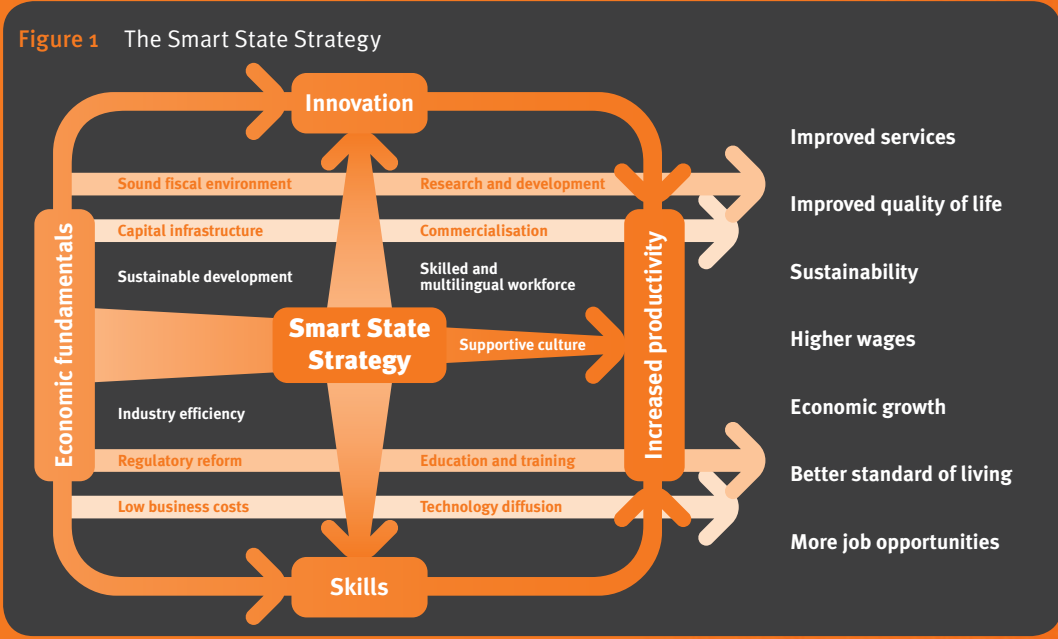 Figure 1 The Smart State Strategy
Innovation
Sound fiscal environment
Research and development
Capital infrastructure
Commercialisation
Sustainable development
Skilled and
multilingual workforce
Economic fundamentals
Smart State
Strategy
Supportive culture
Increased productivity
Industry efficiency
Regulatory reform
Education and training
Low business costs
Technology diffusion
Skills
Improved services
Improved quality of life
Sustainability
Higher wages
Economic growth
Better standard of living
More job opportunities